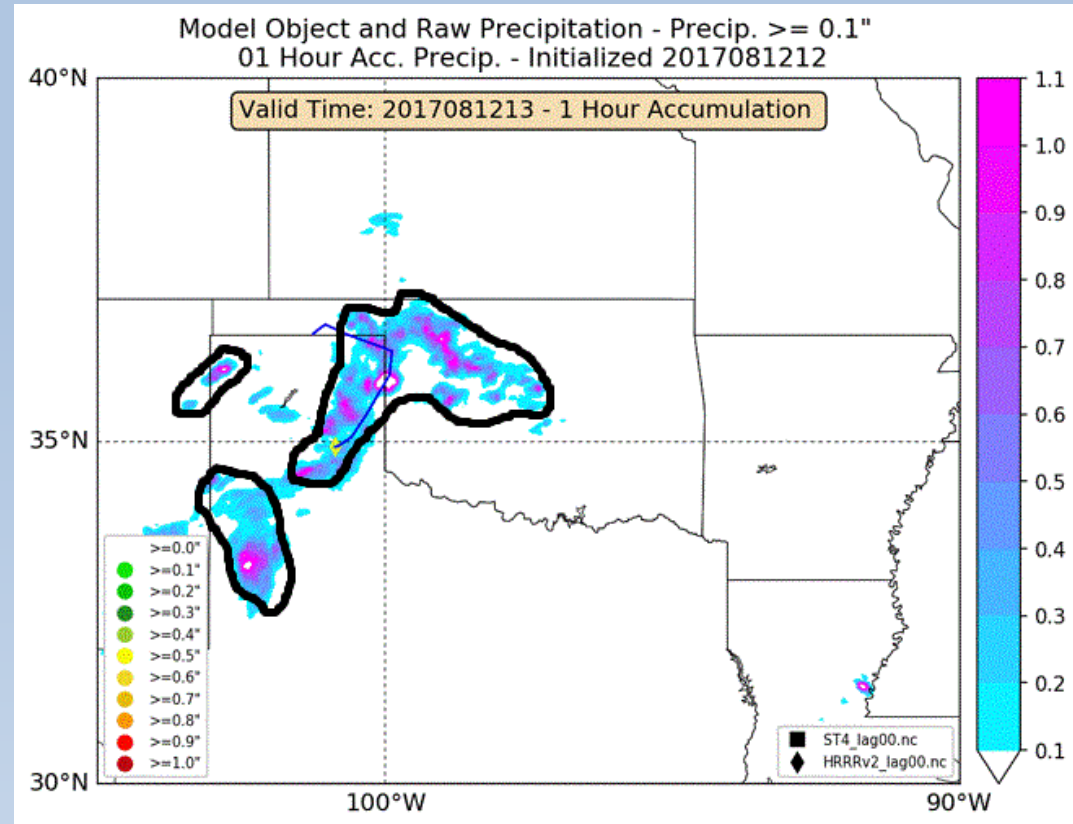 Model Object and Raw Precipitation - Precip. >= 0.1"
01 Hour Acc. Precip. - Initialized 2017081212
Valid Time: 2017081213 - 1 Hour Accumulation
40°N
35°N
30°N
100°W
90°W
1.1
1.0
0.9
0.8
0.7
0.6
0.5
0.4
0.3
0.2
0.1
>=0.0"
>=0.1"
>=0.2"
>=0.3"
>=0.4"
>=0.5"
>=0.6"
>=0.7"
>=0.8"
>=0.9"
>=1.0"
ST4_lag00.nc
HRRRv2_lag00.nc